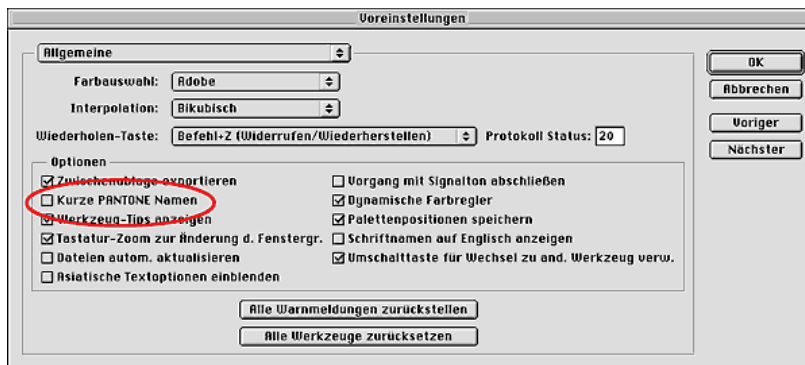 Voreinstellungen
Allgemeine
OK
Abbrechen
Voriger
Nächster
Farbauswahl: Adobe
Interpolation: Bikubisch
Wiederholen-Taste: Befehl+Z (Widerrufen/Wiederherstellen) Protokoll Status: 20
Optionen
Zwischenablage exportieren
Kurze PANTONE Namen
Werkzeug-Tips anzeigen
Tastatur-Zoom zur Änderung d. Fenstergr.
Dateien autom. aktualisieren
Asiatische Textoptionen einblenden
Vorgang mit Signalton abschließen
Dynamische Farbregler
Palettenpositionen speichern
Schriftnamen auf Englisch anzeigen
Umschalttaste für Wechsel zu and. Werkzeug verw.
Alle Warnmeldungen zurückstellen
Alle Werkzeuge zurücksetzen